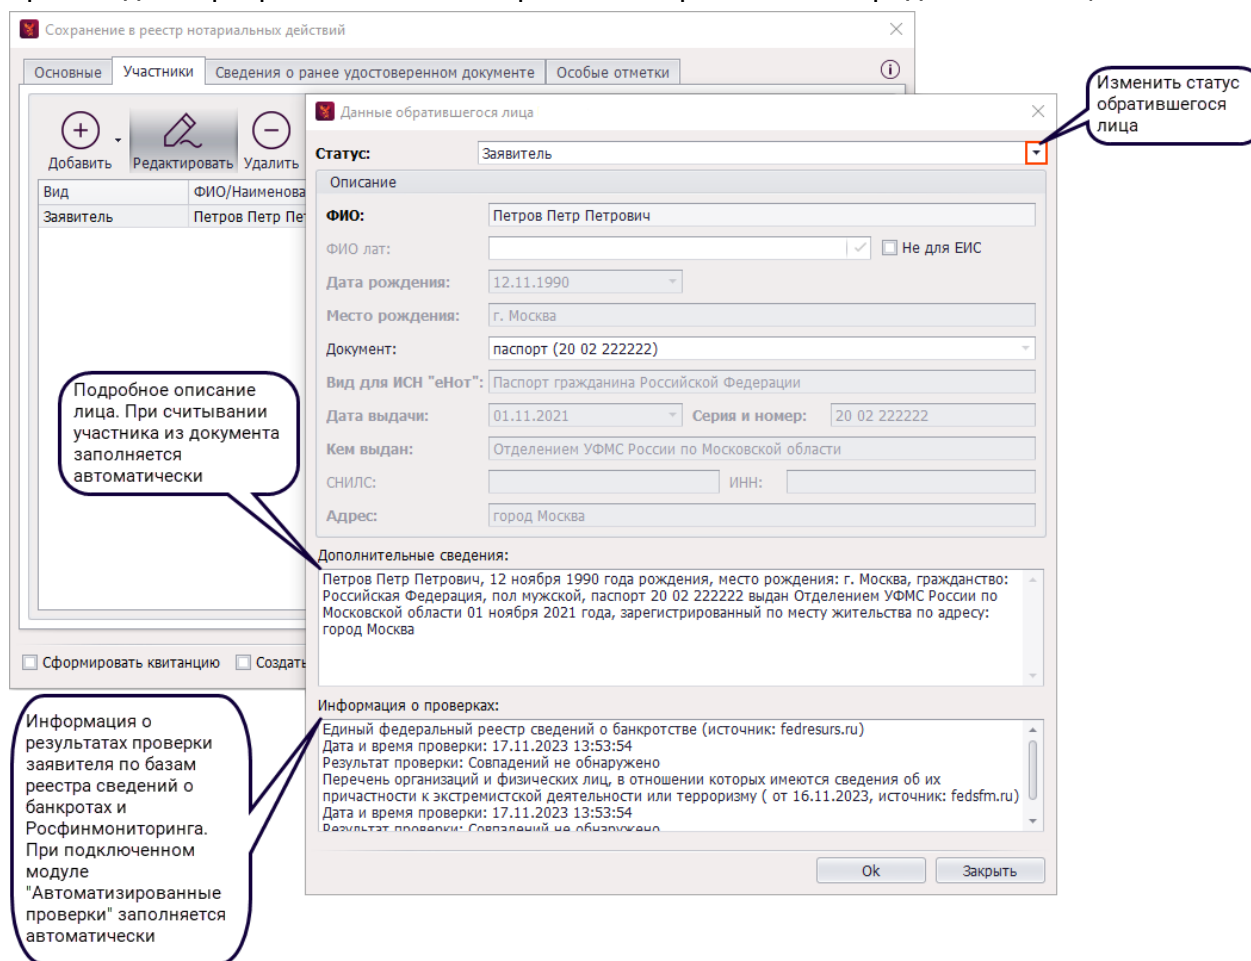 Сохранение в реестр нотариальных действий
Основные Участники Сведения о ранее удостоверенном документе Особые отметки
Изменить статус
обратившегося
лица
Добавить Редактировать Удалить
Вид ФИО/Наименова
Заявитель Петров Петр Пе
Данные обратившегося лица
Статус: Заявитель
Описание
ФИО: Петров Петр Петрович
ФИО лат: Не для ЕИС
Дата рождения: 12.11.1990
Место рождения: г. Москва
Документ: паспорт (20 02 222222)
Вид для ИСН "еНот": Паспорт гражданина Российской Федерации
Дата выдачи: 01.11.2021 Серия и номер: 20 02 222222
Кем выдан: Отделением УФМС России по Московской области
СНИЛС: ИНН:
Адрес: город Москва
Подробное описание
лица. При считывании
участника из документа
заполняется
автоматически
Дополнительные сведения:
Петров Петр Петрович, 12 ноября 1990 года рождения, место рождения: г. Москва, гражданство:
Российская Федерация, пол мужской, паспорт 20 02 222222 выдан Отделением УФМС России по
Московской области 01 ноября 2021 года, зарегистрированный по месту жительства по адресу:
город Москва
Сформировать квитанцию Создать
Информация о проверках:
Единый федеральный реестр сведений о банкротстве (источник: fedresurs.ru)
Дата и время проверки: 17.11.2023 13:53:54
Результат проверки: Совпадений не обнаружено
Перечень организаций и физических лиц, в отношении которых имеются сведения об их
причастности к экстремистской деятельности или терроризму ( от 16.11.2023, источник: fedsfm.ru)
Дата и время проверки: 17.11.2023 13:53:54
Результат проверки: Совпадений не обнаружено
Ok Закрыть
Информация о
результатах проверки
заявителя по базам
реестра сведений о
банкротах и
Росфинмониторинга.
При подключенном
модуле
"Автоматизированные
проверки" заполняется
автоматически